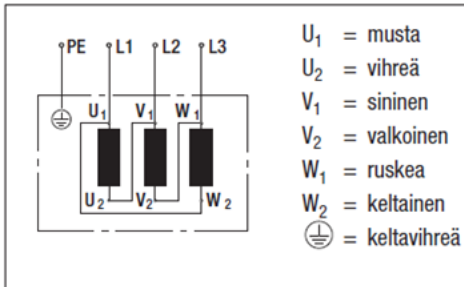 PE L1 L2 L3
U1 V1 W1
U2 V2 W2
U1 = musta
U2 = vihreä
V1 = sininen
V2 = valkoinen
W1 = ruskea
W2 = keltainen
⏚ = keltavihreä